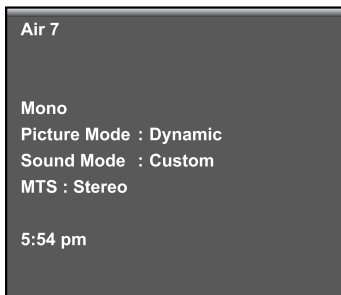 Air 7
Mono
Picture Mode : Dynamic
Sound Mode : Custom
MTS : Stereo
5:54 pm